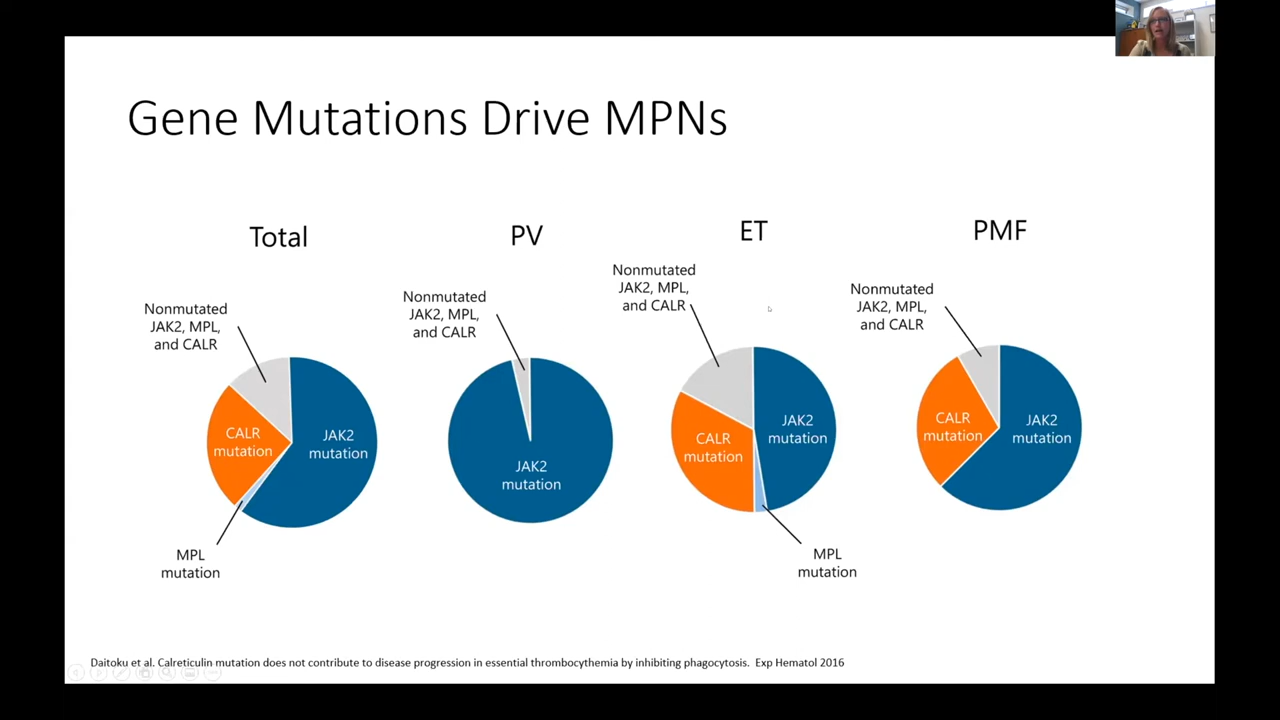 Gene Mutations Drive MPNs
Total
Nonmutated
JAK2, MPL,
and CALR
CALR
mutation
JAK2
mutation
MPL
mutation
PV
Nonmutated
JAK2, MPL,
and CALR
JAK2
mutation
ET
Nonmutated
JAK2, MPL,
and CALR
CALR
mutation
JAK2
mutation
MPL
mutation
PMF
Nonmutated
JAK2, MPL,
and CALR
CALR
mutation
JAK2
mutation
Daitoku et al. Calreticulin mutation does not contribute to disease progression in essential thrombocythemia by inhibiting phagocytosis. Exp Hematol 2016